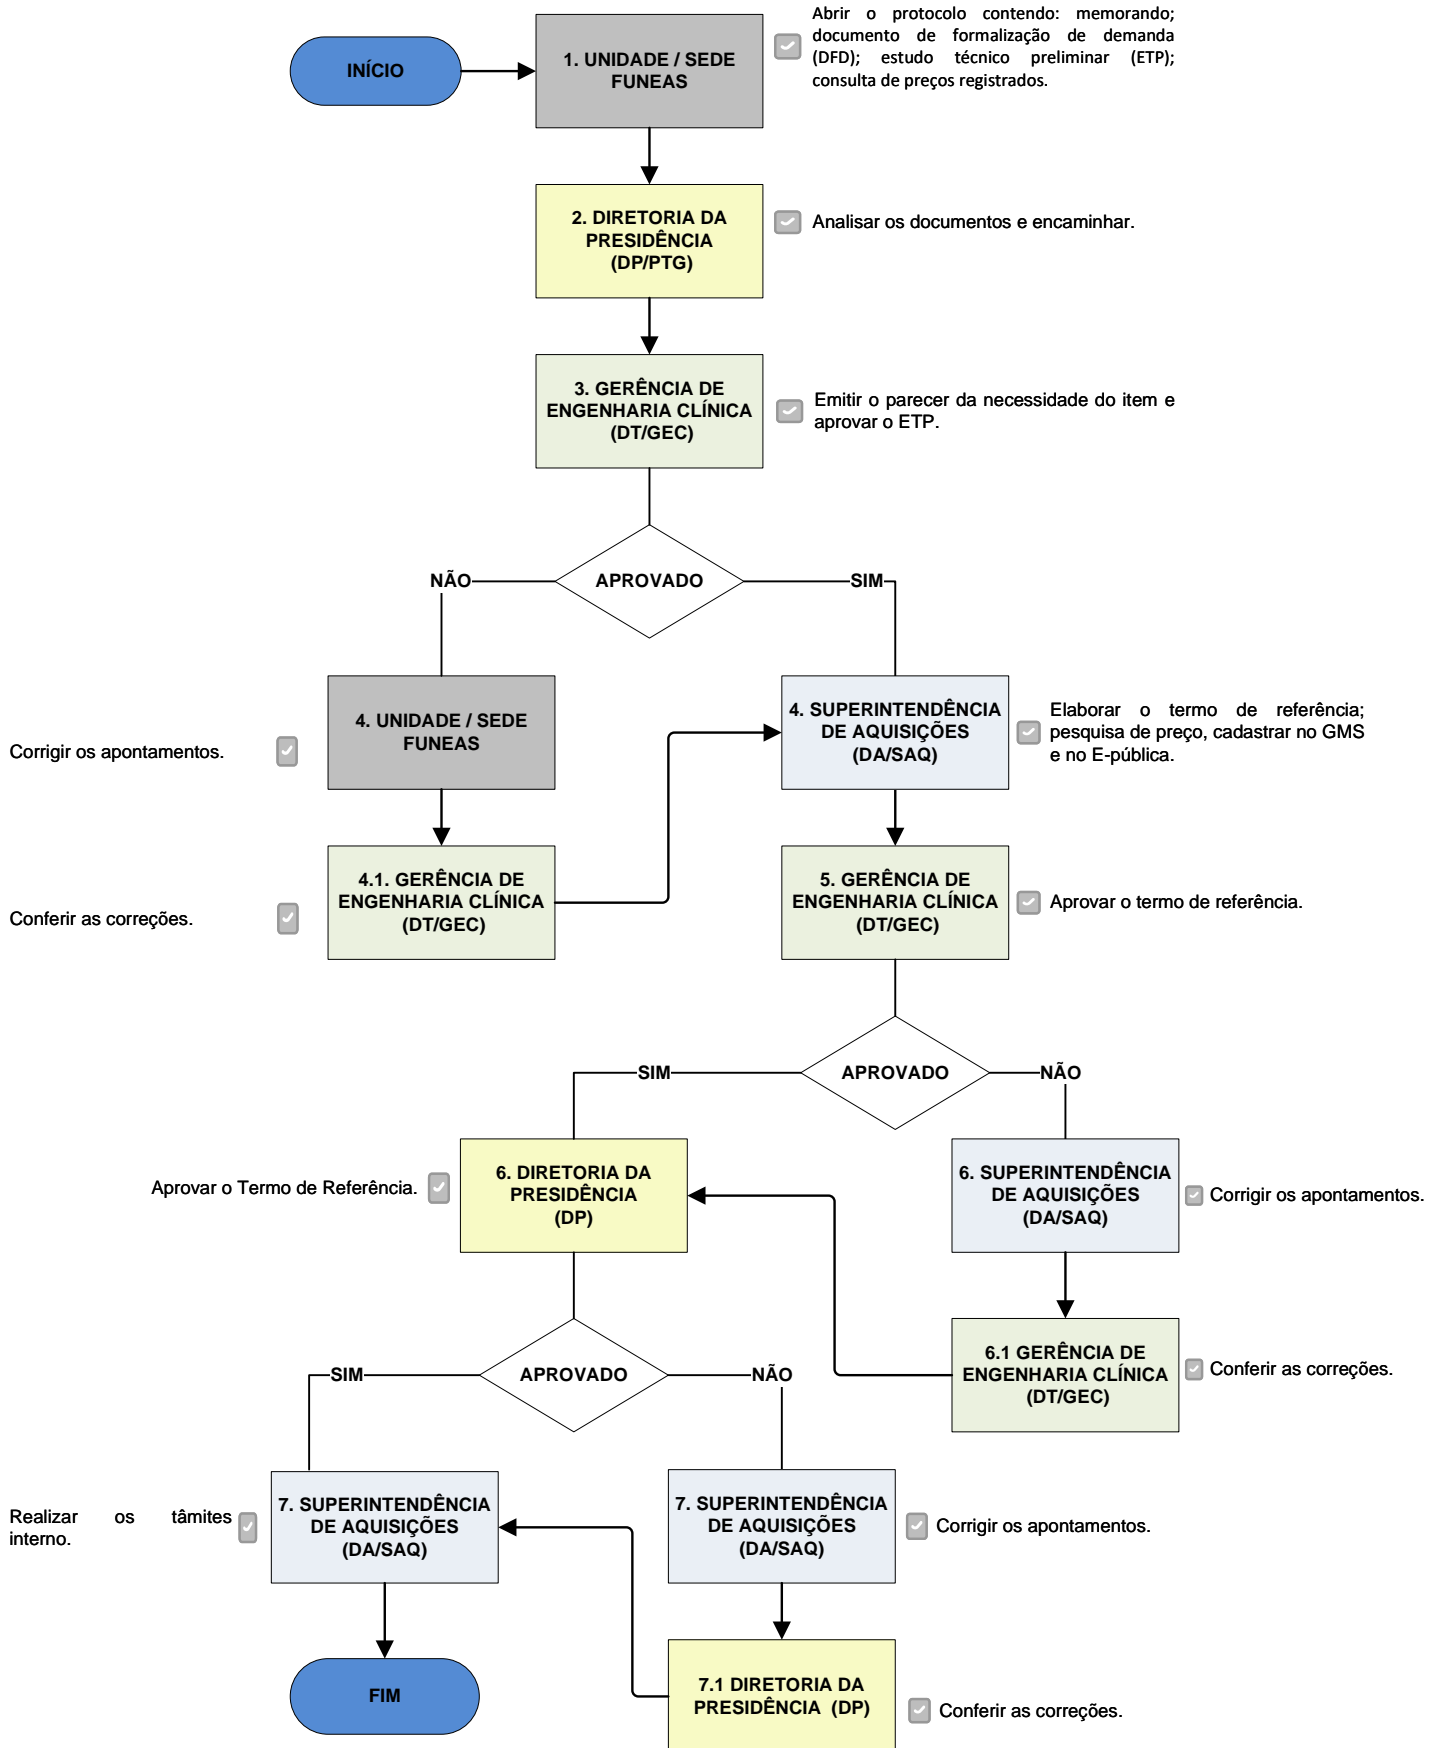 INÍCIO
1. UNIDADE / SEDE
FUNEAS
Abrir o protocolo contendo: memorando;
documento de formalização de demanda
(DFD); estudo técnico preliminar (ETP);
consulta de preços registrados.
2. DIRETORIA DA
PRESIDÊNCIA
(DP/PTG)
Analisar os documentos e encaminhar.
3. GERÊNCIA DE
ENGENHARIA CLÍNICA
(DT/GEC)
Emitir o parecer da necessidade do item e
aprovar o ETP.
NÃO
APROVADO
SIM
Corrigir os apontamentos.
4. UNIDADE / SEDE
FUNEAS
4. SUPERINTENDÊNCIA
DE AQUISIÇÕES
(DA/SAQ)
Elaborar o termo de referência;
pesquisa de preço, cadastrar no GMS
e no E-pública.
Conferir as correções.
4.1. GERÊNCIA DE
ENGENHARIA CLÍNICA
(DT/GEC)
5. GERÊNCIA DE
ENGENHARIA CLÍNICA
(DT/GEC)
Aprovar o termo de referência.
SIM
APROVADO
NÃO
Aprovar o Termo de Referência.
6. DIRETORIA DA
PRESIDÊNCIA
(DP)
6. SUPERINTENDÊNCIA
DE AQUISIÇÕES
(DA/SAQ)
Corrigir os apontamentos.
6.1 GERÊNCIA DE
ENGENHARIA CLÍNICA
(DT/GEC)
Conferir as correções.
SIM
APROVADO
NÃO
Realizar os tâmites
interno.
7. SUPERINTENDÊNCIA
DE AQUISIÇÕES
(DA/SAQ)
7. SUPERINTENDÊNCIA
DE AQUISIÇÕES
(DA/SAQ)
Corrigir os apontamentos.
FIM
7.1 DIRETORIA DA
PRESIDÊNCIA (DP)
Conferir as correções.